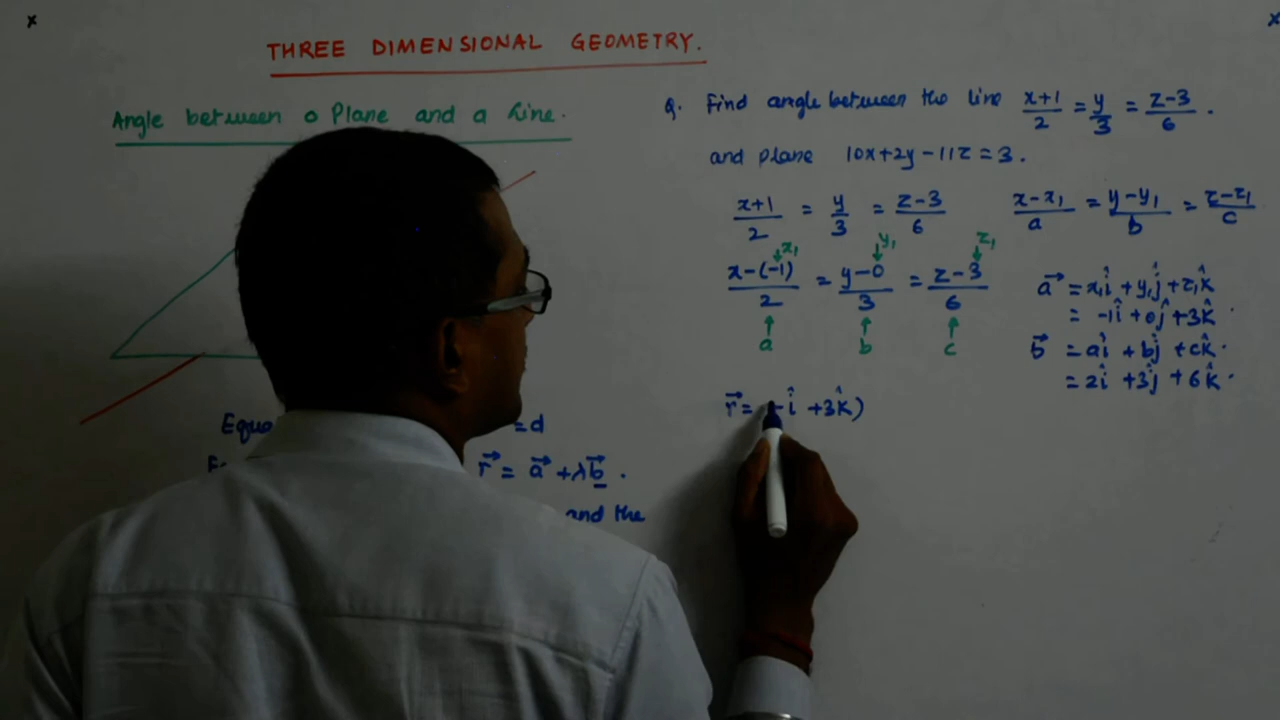 THREE DIMENSIONAL GEOMETRY.
Angle between a Plane and a Line.
= d
r⃗ = a⃗ + λb⃗ .
and the
Q. Find angle between the line (x+1)/2 = y/3 = (z-3)/6 .
and plane 10x+2y-11z=3.
(x+1)/2 = y/3 = (z-3)/6
(x-x₁)/a = (y-y₁)/b = (z-z₁)/c
x₁ y₁ z₁
(x-(-1))/2 = (y-0)/3 = (z-3)/6
a b c
a⃗ = x₁î + y₁ĵ + z₁k̂
= -1î + 0ĵ + 3k̂ .
b⃗ = aî + bĵ + ck̂ .
= 2î + 3ĵ + 6k̂ .
r⃗ = -î + 3k̂)